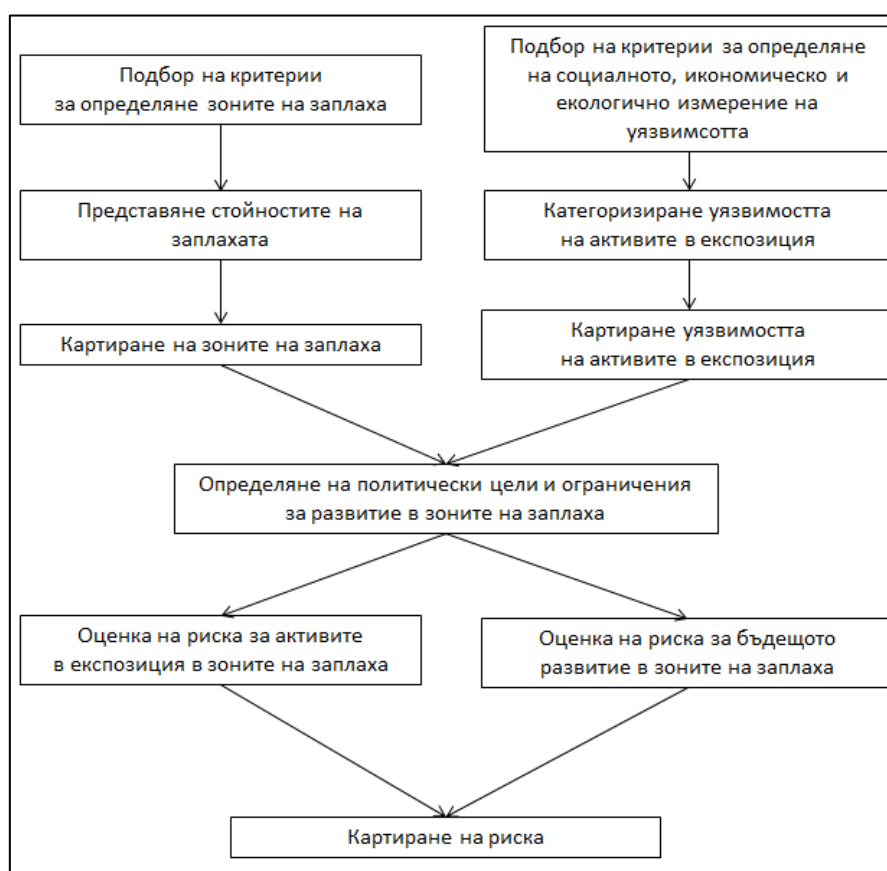 Подбор на критерии
за определяне зоните на заплаха
Подбор на критерии за определяне
на социалното, икономическо и
екологично измерение на
уязвимсотта
Представяне стойностите на
заплахата
Категоризиране уязвимостта
на активите в експозиция
Картиране на зоните на заплаха
Картиране уязвимостта
на активите в експозиция
Определяне на политически цели и ограничения
за развитие в зоните на заплаха
Оценка на риска за активите
в експозиция в зоните на заплаха
Оценка на риска за бъдещото
развитие в зоните на заплаха
Картиране на риска